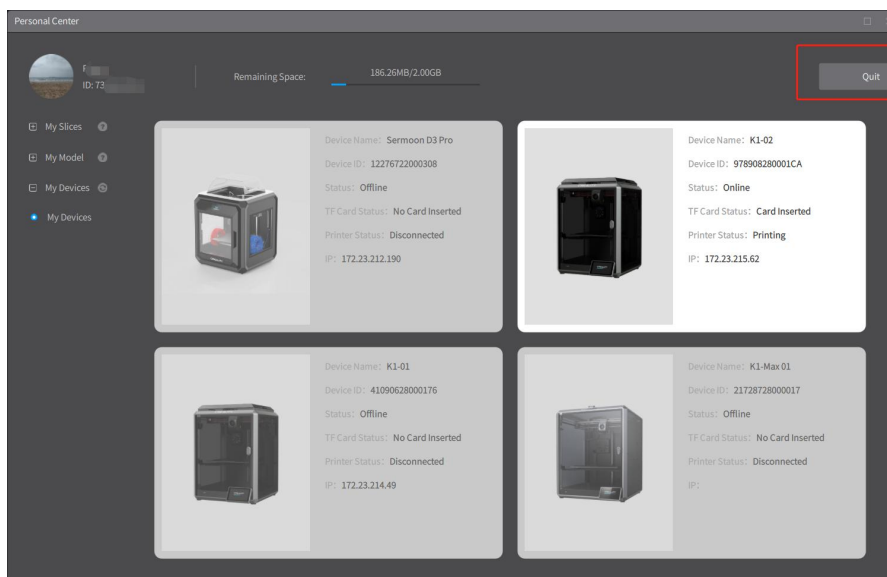 Personal Center
ID: 73
Remaining Space:
186.26MB/2.00GB
Quit
My Slices
My Model
My Devices
My Devices
Device Name: Sermoon D3 Pro
Device ID: 12276722000308
Status: Offline
TF Card Status: No Card Inserted
Printer Status: Disconnected
IP: 172.23.212.190
Device Name: K1-02
Device ID: 978908280001CA
Status: Online
TF Card Status: Card Inserted
Printer Status: Printing
IP: 172.23.215.62
Device Name: K1-01
Device ID: 41090628000176
Status: Offline
TF Card Status: No Card Inserted
Printer Status: Disconnected
IP: 172.23.214.49
Device Name: K1-Max 01
Device ID: 21728728000017
Status: Offline
TF Card Status: No Card Inserted
Printer Status: Disconnected
IP: